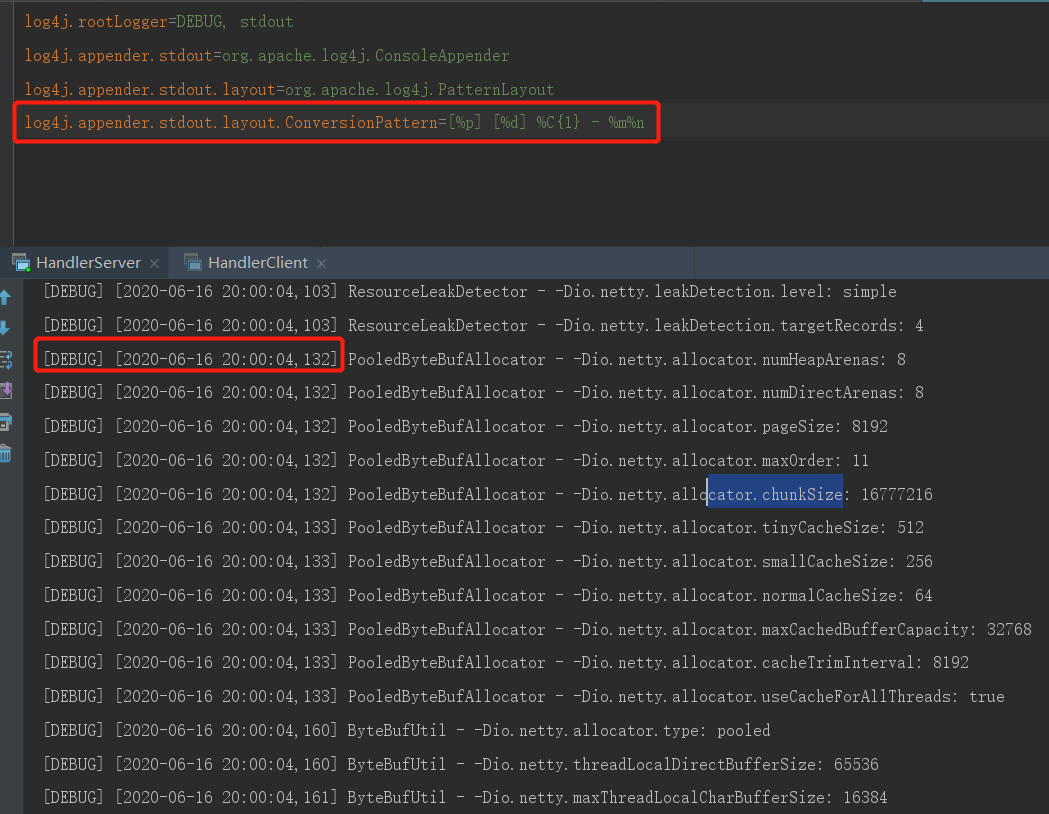 log4j.rootLogger=DEBUG, stdout
log4j.appender.stdout=org.apache.log4j.ConsoleAppender
log4j.appender.stdout.layout=org.apache.log4j.PatternLayout
log4j.appender.stdout.layout.ConversionPattern=[%p] [%d] %C{1} - %m%n
HandlerServer × HandlerClient ×
[DEBUG] [2020-06-16 20:00:04,103] ResourceLeakDetector - -Dio.netty.leakDetection.level: simple
[DEBUG] [2020-06-16 20:00:04,103] ResourceLeakDetector - -Dio.netty.leakDetection.targetRecords: 4
[DEBUG] [2020-06-16 20:00:04,132] PooledByteBufAllocator - -Dio.netty.allocator.numHeapArenas: 8
[DEBUG] [2020-06-16 20:00:04,132] PooledByteBufAllocator - -Dio.netty.allocator.numDirectArenas: 8
[DEBUG] [2020-06-16 20:00:04,132] PooledByteBufAllocator - -Dio.netty.allocator.pageSize: 8192
[DEBUG] [2020-06-16 20:00:04,132] PooledByteBufAllocator - -Dio.netty.allocator.maxOrder: 11
[DEBUG] [2020-06-16 20:00:04,132] PooledByteBufAllocator - -Dio.netty.allocator.chunkSize: 16777216
[DEBUG] [2020-06-16 20:00:04,133] PooledByteBufAllocator - -Dio.netty.allocator.tinyCacheSize: 512
[DEBUG] [2020-06-16 20:00:04,133] PooledByteBufAllocator - -Dio.netty.allocator.smallCacheSize: 256
[DEBUG] [2020-06-16 20:00:04,133] PooledByteBufAllocator - -Dio.netty.allocator.normalCacheSize: 64
[DEBUG] [2020-06-16 20:00:04,133] PooledByteBufAllocator - -Dio.netty.allocator.maxCachedBufferCapacity: 32768
[DEBUG] [2020-06-16 20:00:04,133] PooledByteBufAllocator - -Dio.netty.allocator.cacheTrimInterval: 8192
[DEBUG] [2020-06-16 20:00:04,133] PooledByteBufAllocator - -Dio.netty.allocator.useCacheForAllThreads: true
[DEBUG] [2020-06-16 20:00:04,160] ByteBufUtil - -Dio.netty.allocator.type: pooled
[DEBUG] [2020-06-16 20:00:04,160] ByteBufUtil - -Dio.netty.threadLocalDirectBufferSize: 65536
[DEBUG] [2020-06-16 20:00:04,161] ByteBufUtil - -Dio.netty.maxThreadLocalCharBufferSize: 16384